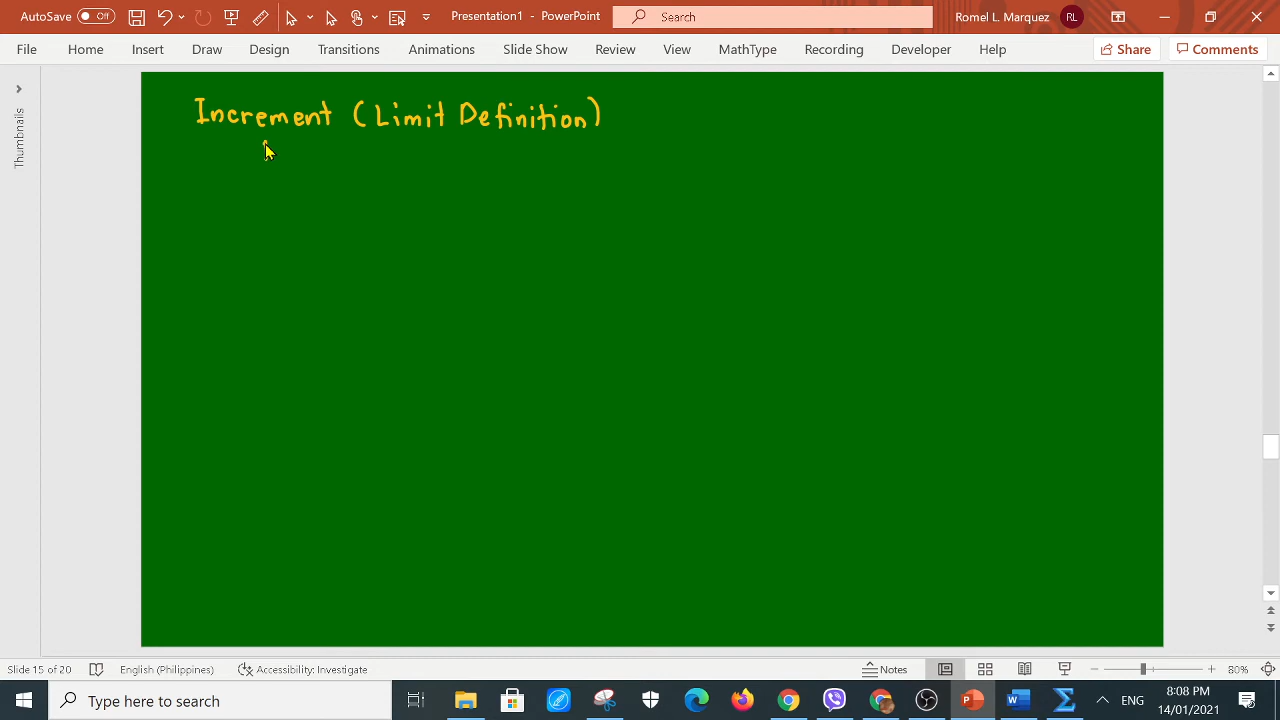 AutoSave Off Presentation1 - PowerPoint Search Romel L. Marquez RL
File Home Insert Draw Design Transitions Animations Slide Show Review View MathType Recording Developer Help Share Comments
Thumbnails
Increment (Limit Definition)
Slide 15 of 20 English (Philippines) Accessibility: Investigate Notes 80%
Type here to search ENG 8:08 PM
14/01/2021